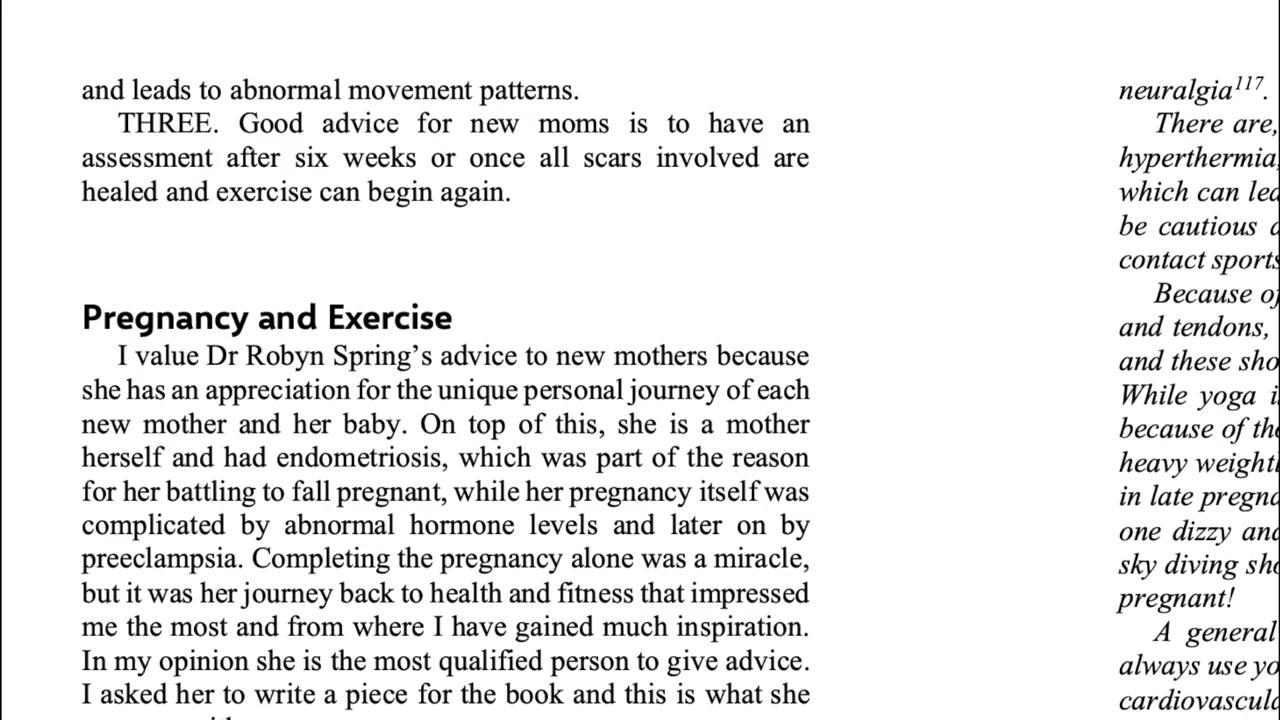 and leads to abnormal movement patterns.
THREE. Good advice for new moms is to have an
assessment after six weeks or once all scars involved are
healed and exercise can begin again.
Pregnancy and Exercise
I value Dr Robyn Spring's advice to new mothers because
she has an appreciation for the unique personal journey of each
new mother and her baby. On top of this, she is a mother
herself and had endometriosis, which was part of the reason
for her battling to fall pregnant, while her pregnancy itself was
complicated by abnormal hormone levels and later on by
preeclampsia. Completing the pregnancy alone was a miracle,
but it was her journey back to health and fitness that impressed
me the most and from where I have gained much inspiration.
In my opinion she is the most qualified person to give advice.
I asked her to write a piece for the book and this is what she
neuralgia117.
There are,
hyperthermia,
which can
be cautious
contact sports
Because
and tendons,
and these
While yoga
because of
heavy
in late
one dizzy
sky diving
pregnant!
A general
always use